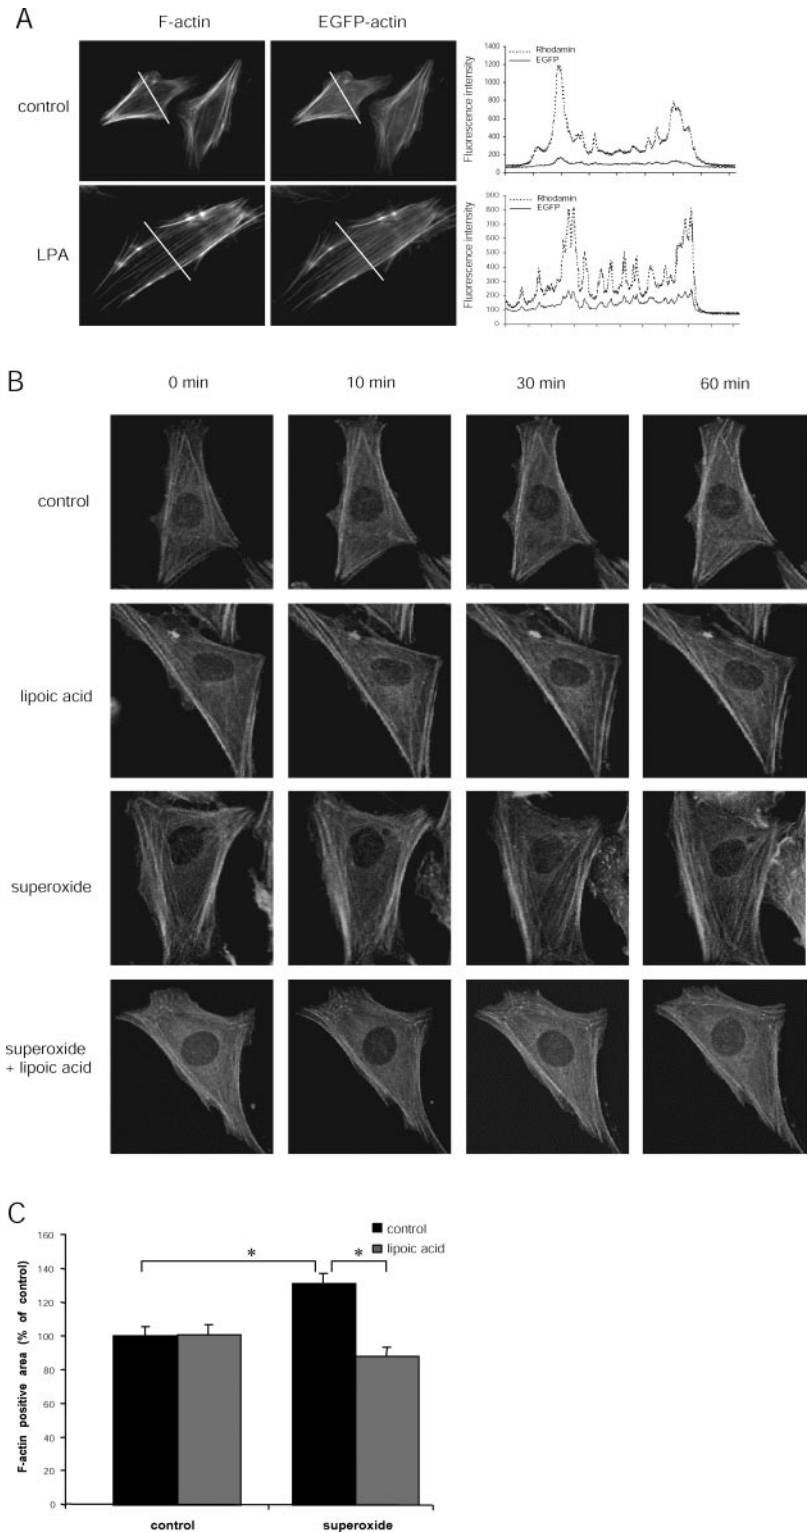 A
F-actin
EGFP-actin
control
LPA
Fluorescence intensity
1400
1200
1000
800
600
400
200
0
Rhodamin
EGFP
Fluorescence intensity
900
800
700
600
500
400
300
200
100
0
Rhodamin
EGFP
B
0 min
10 min
30 min
60 min
control
lipoic acid
superoxide
superoxide
+ lipoic acid
C
control
lipoic acid
F-actin positive area (% of control)
160
140
120
100
80
60
40
20
0
*
*
control
superoxide